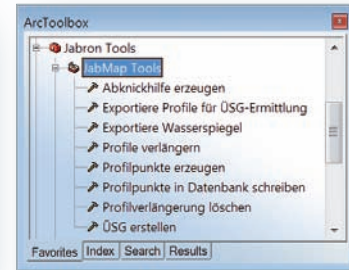 ArcToolbox
Jabron Tools
JabMap Tools
Abknickhilfe erzeugen
Exportiere Profile für ÜSG-Ermittlung
Exportiere Wasserspiegel
Profile verlängern
Profilpunkte erzeugen
Profilpunkte in Datenbank schreiben
Profilverlängerung löschen
ÜSG erstellen
Favorites Index Search Results